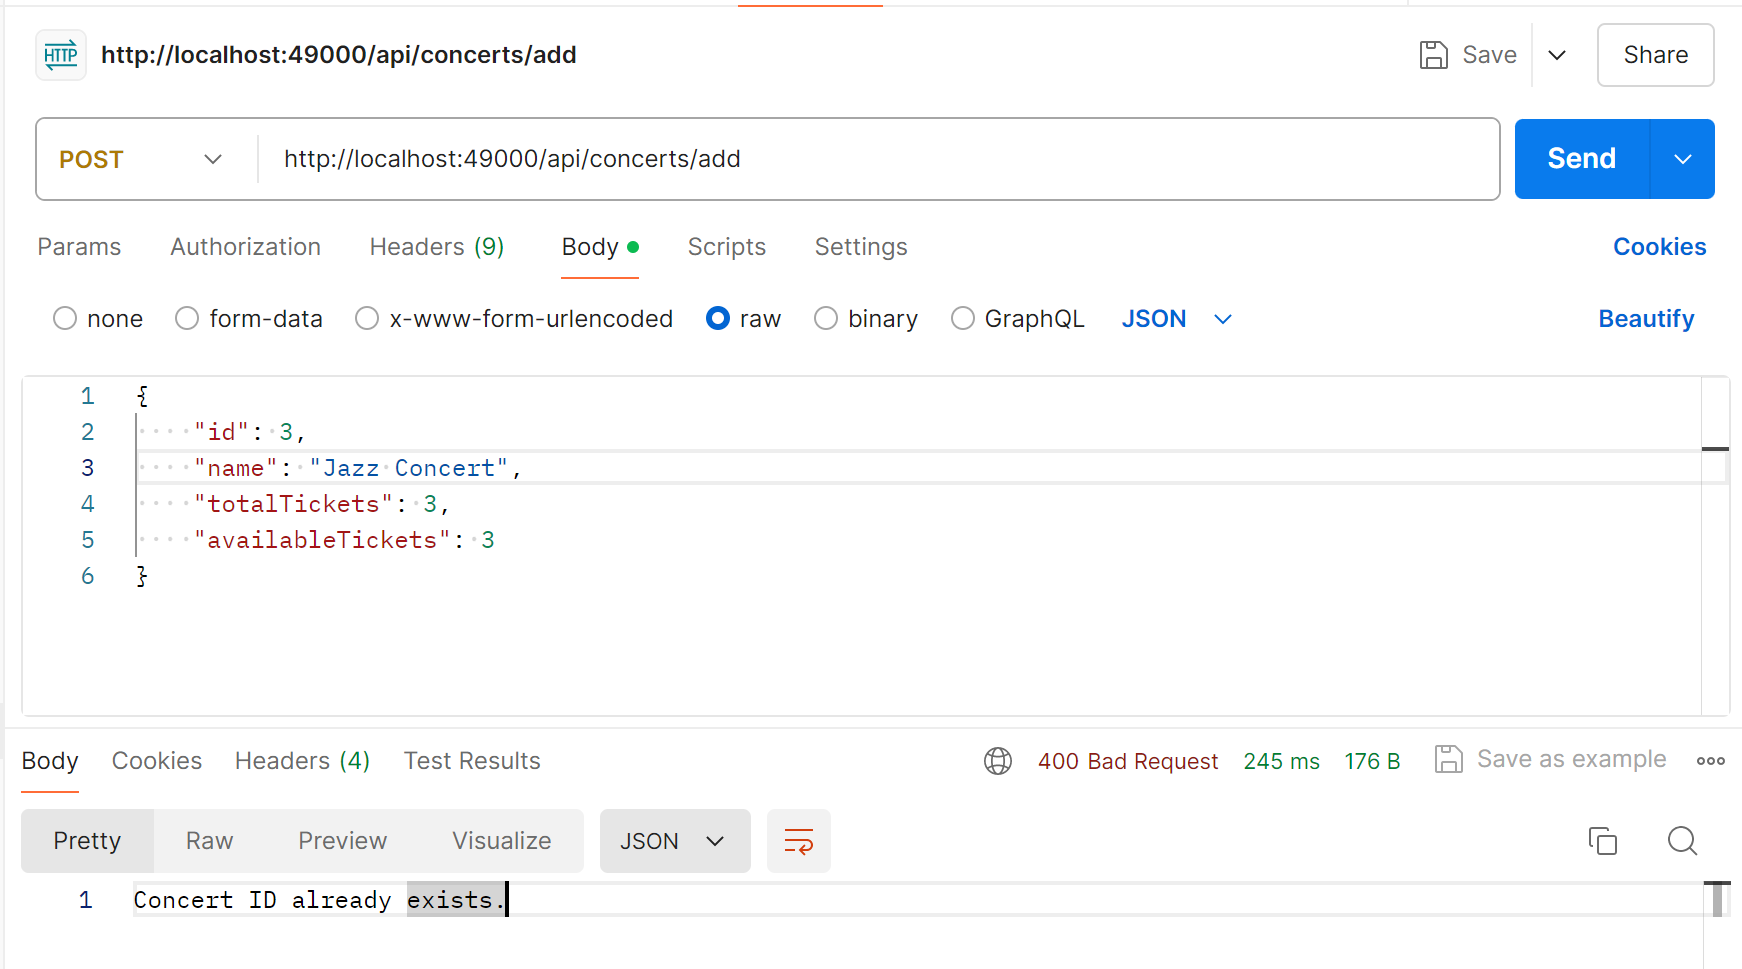 HTTP http://localhost:49000/api/concerts/add Save Share
POST http://localhost:49000/api/concerts/add Send
Params Authorization Headers (9) Body Scripts Settings Cookies
none form-data x-www-form-urlencoded raw binary GraphQL JSON Beautify
1 {
2 "id": 3,
3 "name": "Jazz Concert",
4 "totalTickets": 3,
5 "availableTickets": 3
6 }
Body Cookies Headers (4) Test Results 400 Bad Request 245 ms 176 B Save as example
Pretty Raw Preview Visualize JSON
1 Concert ID already exists.